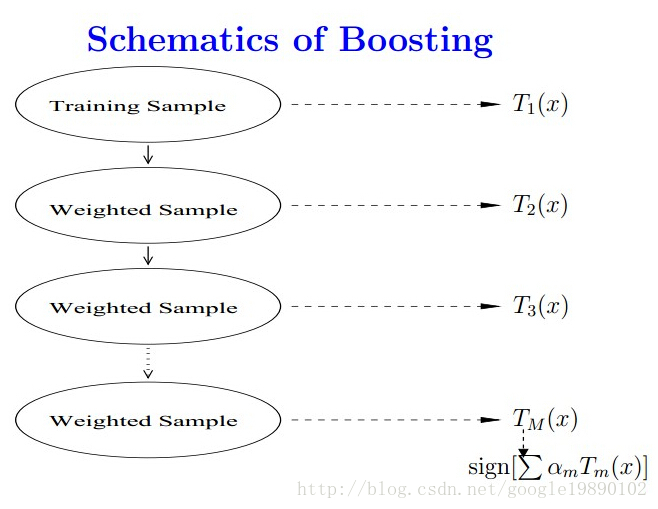 Schematics of Boosting
Training Sample T₁(x)
Weighted Sample T₂(x)
Weighted Sample T₃(x)
Weighted Sample T_M(x)
sign[∑ αₘTₘ(x)]
http://blog.csdn.net/google19890102